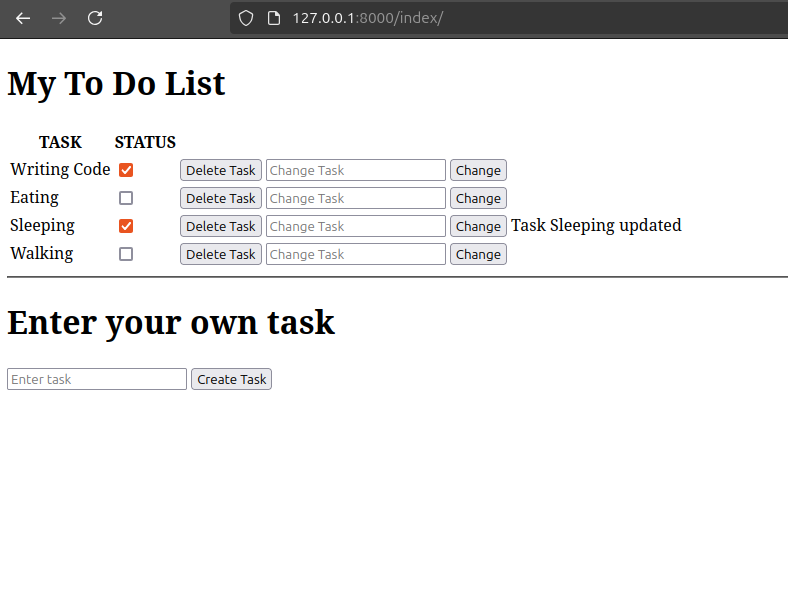 127.0.0.1:8000/index/
My To Do List
TASK STATUS
Writing Code Delete Task Change Task Change
Eating Delete Task Change Task Change
Sleeping Delete Task Change Task Change Task Sleeping updated
Walking Delete Task Change Task Change
Enter your own task
Enter task Create Task